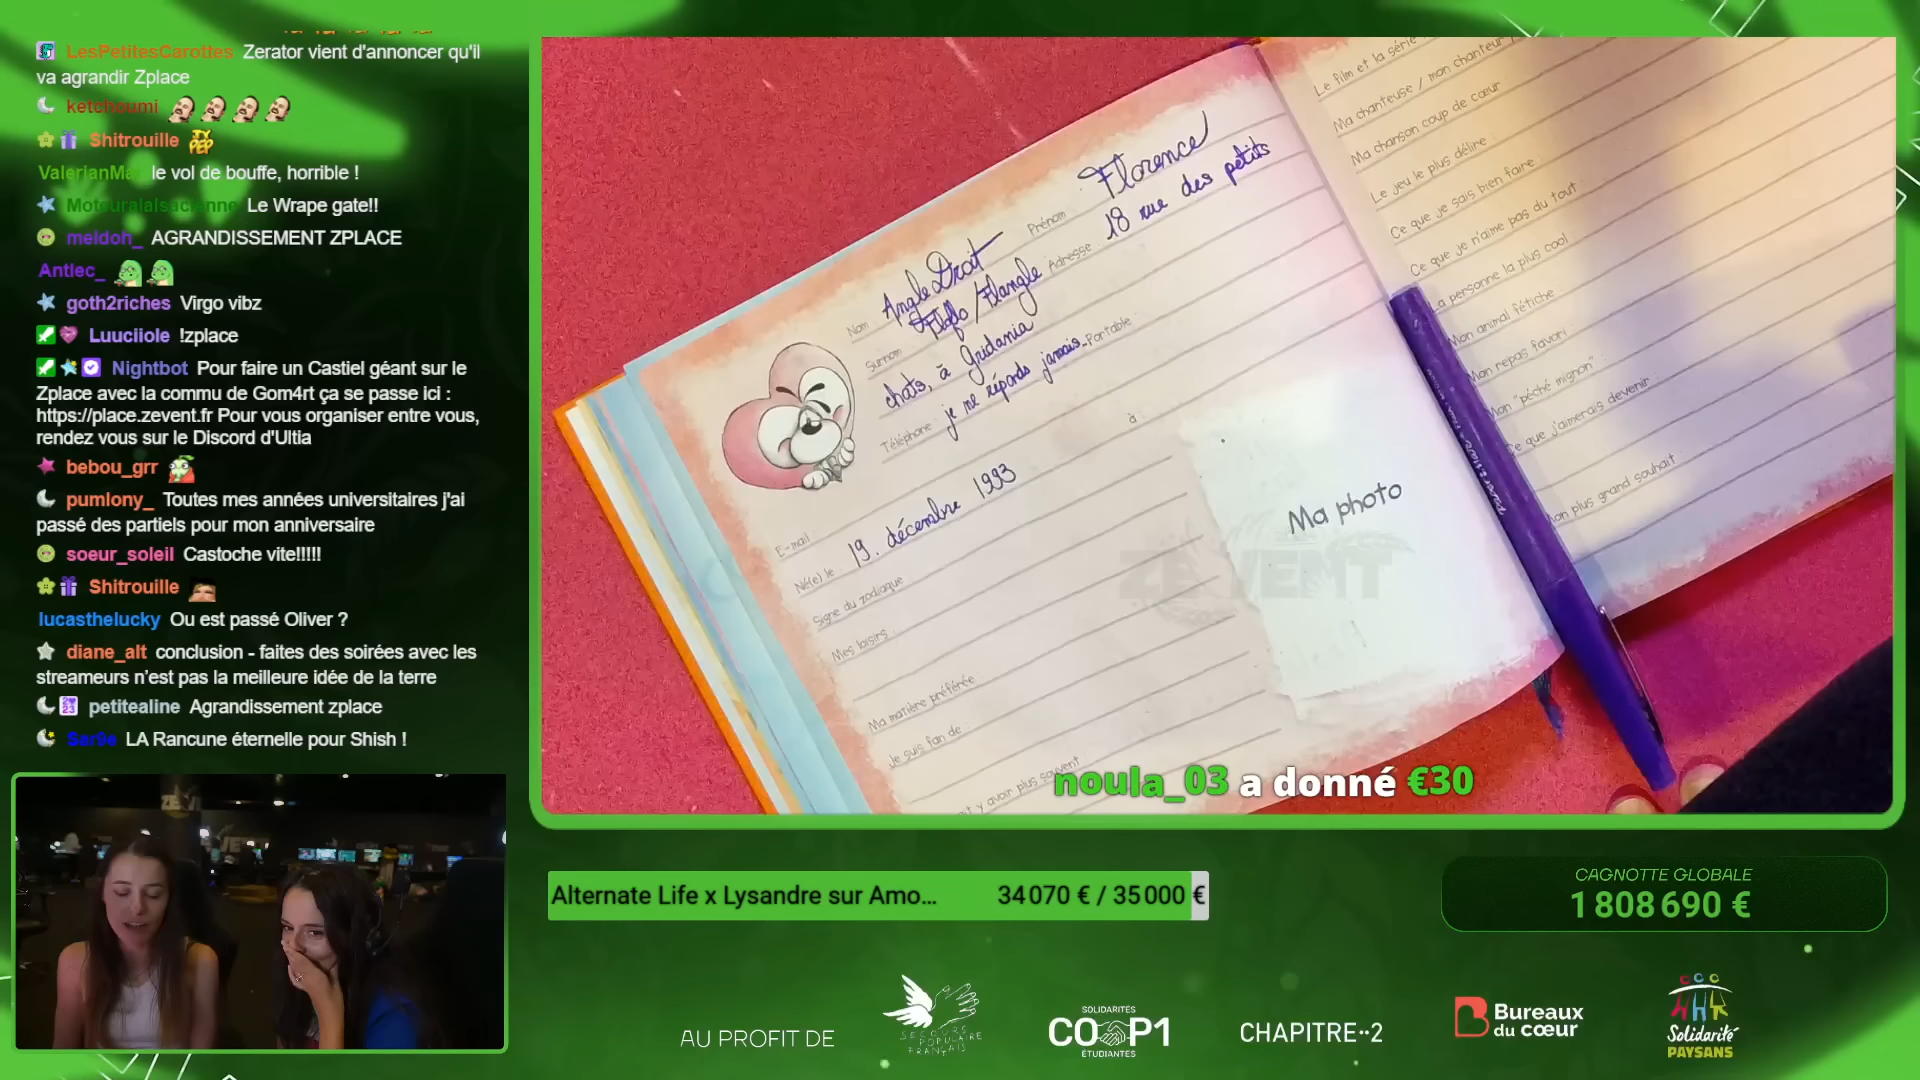 LesPetitesCarottes Zerator vient d'annoncer qu'il
va agrandir Zplace
ketchoumi
Shitrouille
le vol de bouffe, horrible !
Moteuralalsacienne Le Wrape gate!!
meldoh_ AGRANDISSEMENT ZPLACE
Antlec_
goth2riches Virgo vibz
Luuciiole !zplace
Nightbot Pour faire un Castiel géant sur le
Zplace avec la commu de Gom4rt ça se passe ici :
https://place.zevent.fr Pour vous organiser entre vous,
rendez vous sur le Discord d'Ultia
bebou_grr
pumlony_ Toutes mes années universitaires j'ai
passé des partiels pour mon anniversaire
soeur_soleil Castoche vite!!!!!
Shitrouille
lucasthelucky Ou est passé Oliver ?
diane_alt conclusion - faites des soirées avec les
streameurs n'est pas la meilleure idée de la terre
petitealine Agrandissement zplace
LA Rancune éternelle pour Shish !
Nom Angle Droit Prénom Florence
Surnom Floflo / Flangle Adresse : 18 rue des petits
chats, à Gridania
Téléphone je ne réponds jamais. Portable
E-mail
Né(e) le 19. décembre 1993 à
Signe du zodiaque
Mes loisirs
Ma matière préférée
Je suis fan de
y avoir plus souvent
Ma photo
ZEVENT
Le film et la série
Ma chanteuse / mon chanteur
Ma chanson coup de cœur
Le jeu le plus délire
Ce que je sais bien faire
Ce que je n'aime pas du tout
La personne la plus cool
Mon animal fétiche
Mon repas favori
Mon "péché mignon"
Ce que j'aimerais devenir
Mon plus grand souhait
noula_03 a donné €30
Alternate Life x Lysandre sur Amo... 34 070 € / 35 000 €
CAGNOTTE GLOBALE
1 808 690 €
AU PROFIT DE
SECOURS
POPULAIRE
FRANÇAIS
SOLIDARITÉS
COP1
ÉTUDIANTES
CHAPITRE··2
Bureaux
du cœur
Solidarité
PAYSANS